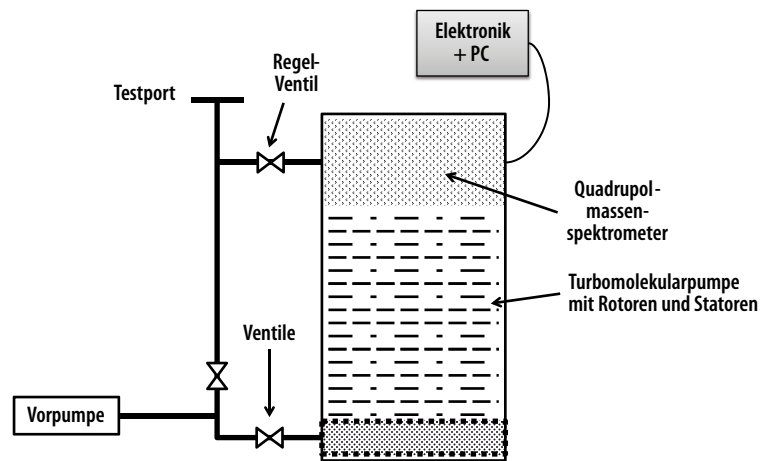 Elektronik
+ PC
Regel-
Ventil
Testport
Quadrupol-
massen-
spektrometer
Turbomolekularpumpe
mit Rotoren und Statoren
Ventile
Vorpumpe